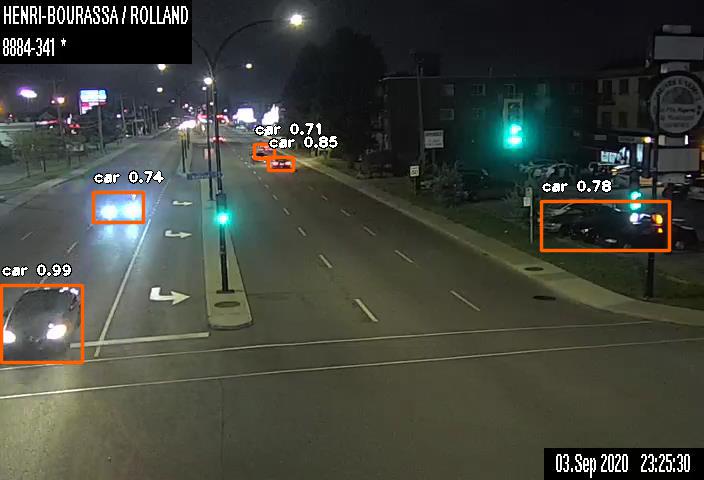 HENRI-BOURASSA / ROLLAND
8884-341 *
car 0.71
car 0.85
car 0.74
car 0.78
car 0.99
03.Sep 2020 23:25:30